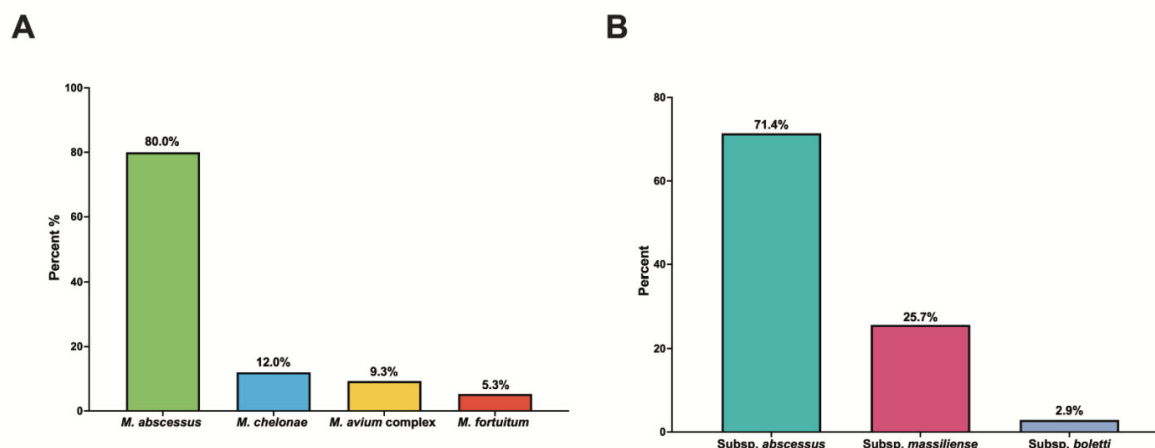 A
Percent %
100
80
60
40
20
0
80.0%
12.0%
9.3%
5.3%
M. abscessus
M. chelonae
M. avium complex
M. fortuitum
B
Percent
80
60
40
20
0
71.4%
25.7%
2.9%
Subsp. abscessus
Subsp. massiliense
Subsp. boletti